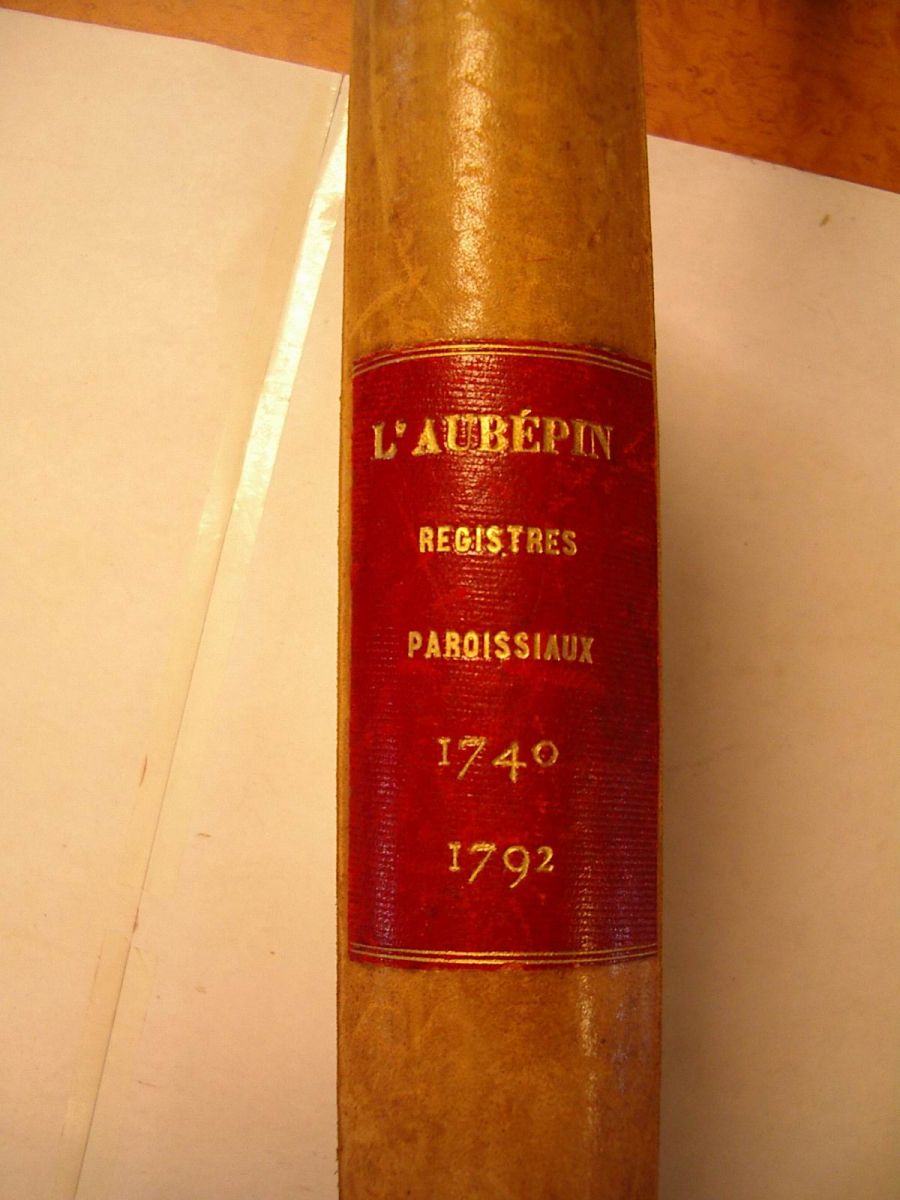 L'AUBÉPIN
REGISTRES
PAROISSIAUX
1740
1792